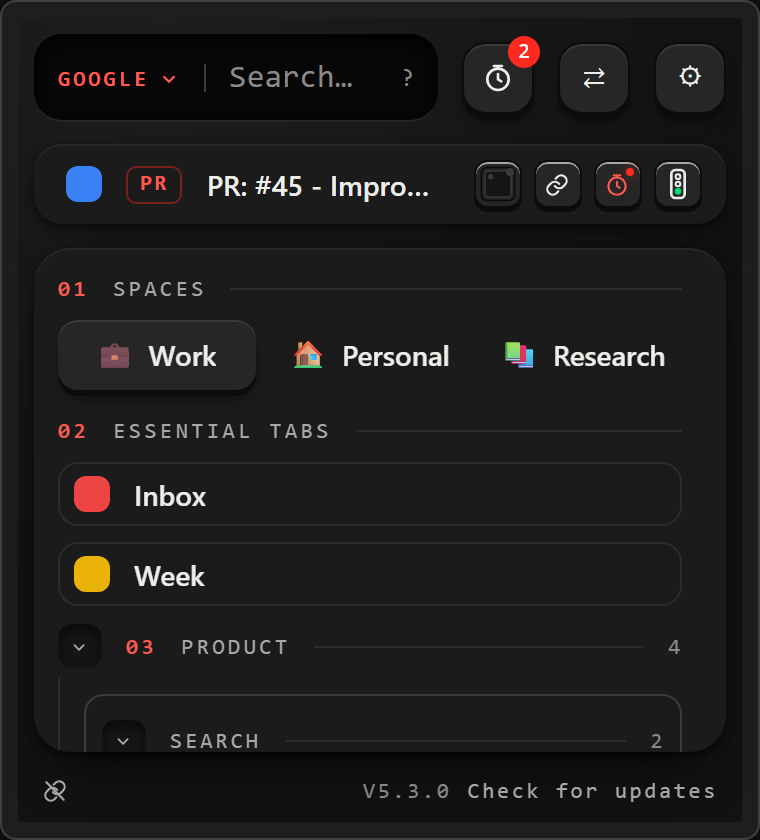 GOOGLE Search… ? 2
PR PR: #45 - Impro…
01 SPACES
Work Personal Research
02 ESSENTIAL TABS
Inbox
Week
03 PRODUCT 4
SEARCH 2
V5.3.0 Check for updates